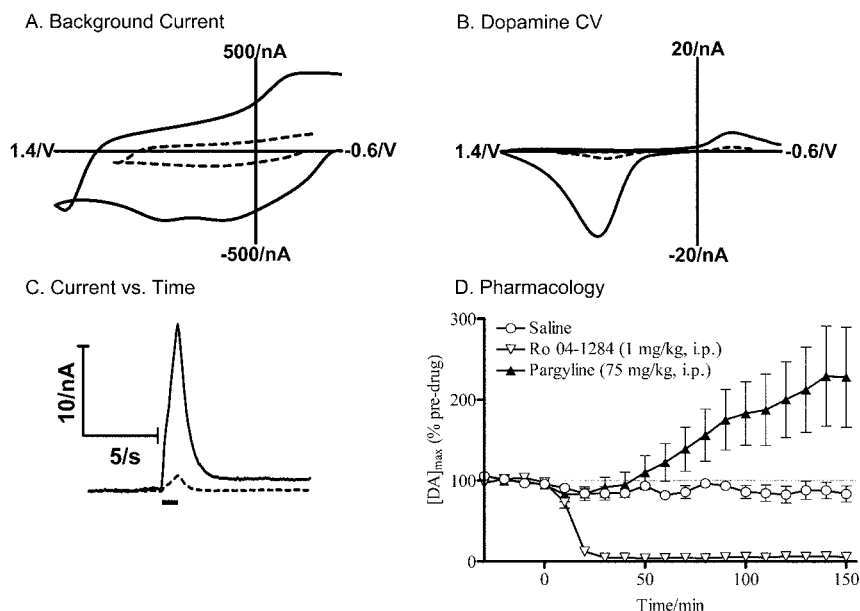 A. Background Current
500/nA
1.4/V
-0.6/V
-500/nA
B. Dopamine CV
20/nA
1.4/V
-0.6/V
-20/nA
C. Current vs. Time
10/nA
5/s
D. Pharmacology
300
200
100
0
[DA]max (% pre-drug)
Saline
Ro 04-1284 (1 mg/kg, i.p.)
Pargyline (75 mg/kg, i.p.)
0
50
100
150
Time/min